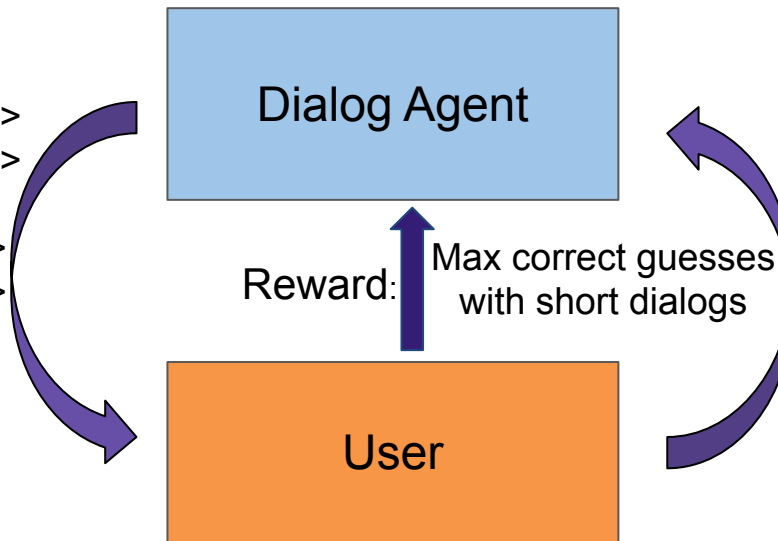 Dialog Agent
>
>
>
>
Reward:
Max correct guesses
with short dialogs
User